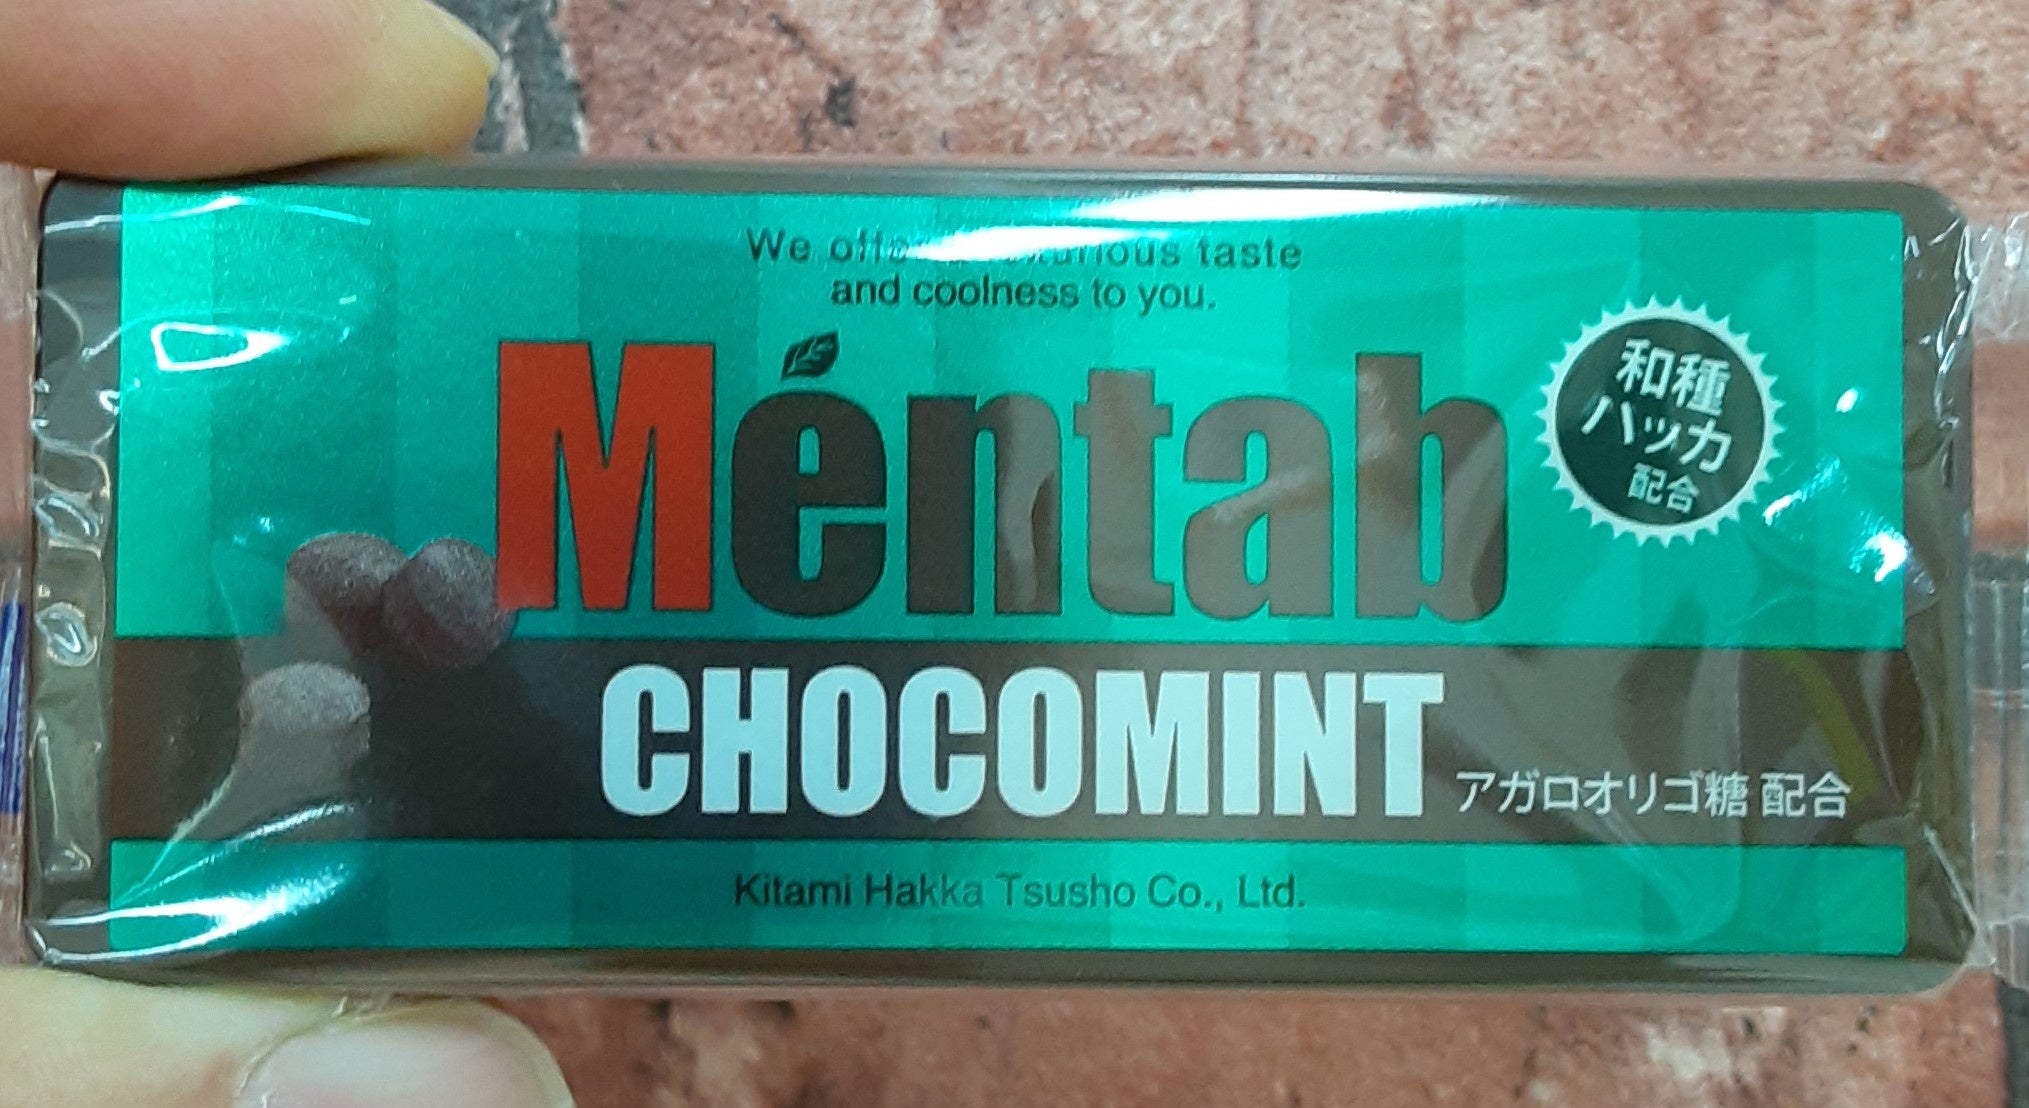 We taste
and coolness to you.
Méntab
和種
ハッカ
配合
CHOCOMINT
アガロオリゴ糖 配合
Kitami Hakka Tsusho Co., Ltd.